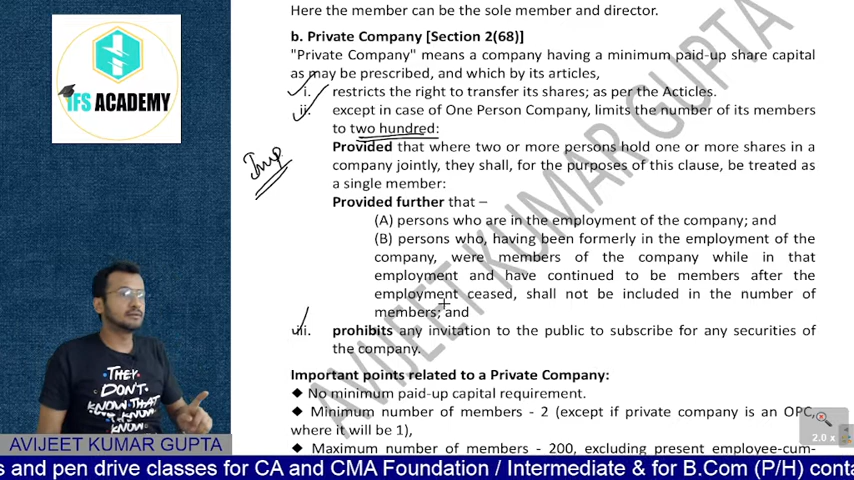 Here the member can be the sole member and director.
b. Private Company [Section 2(68)]
"Private Company" means a company having a minimum paid-up share capital
as may be prescribed, and which by its articles,
i. restricts the right to transfer its shares; as per the Acticles.
ii. except in case of One Person Company, limits the number of its members
to two hundred:
Imp
Provided that where two or more persons hold one or more shares in a
company jointly, they shall, for the purposes of this clause, be treated as
a single member:
Provided further that –
(A) persons who are in the employment of the company; and
(B) persons who, having been formerly in the employment of the
company, were members of the company while in that
employment and have continued to be members after the
employment ceased, shall not be included in the number of
members; and
iii. prohibits any invitation to the public to subscribe for any securities of
the company.
Important points related to a Private Company:
◆ No minimum paid-up capital requirement.
◆ Minimum number of members - 2 (except if private company is an OPC,
where it will be 1),
◆ Maximum number of members - 200, excluding present employee-cum-
AVIJEET KUMAR GUPTA
IFS ACADEMY
THEY
DON'T
KNOW THAT
KNOW
2.0 x
AVIJEET KUMAR GUPTA
s and pen drive classes for CA and CMA Foundation / Intermediate & for B.Com (P/H) conta